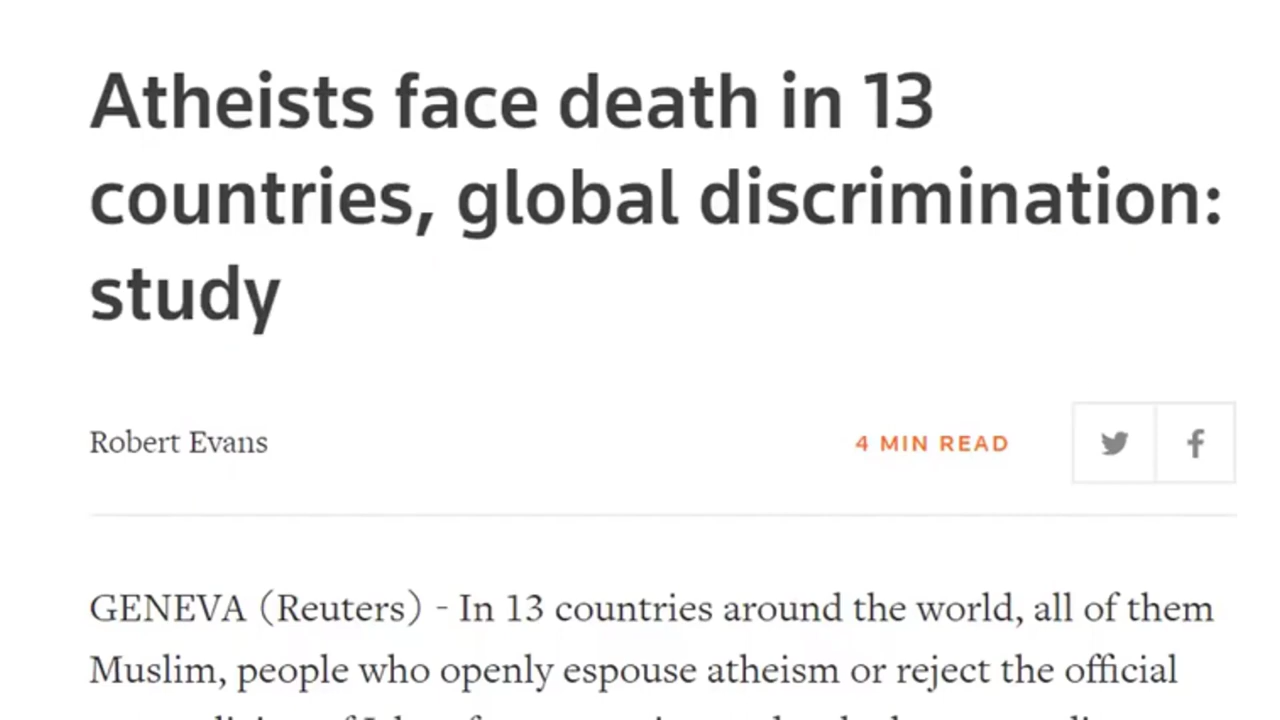 Atheists face death in 13
countries, global discrimination:
study
Robert Evans
4 MIN READ
GENEVA (Reuters) - In 13 countries around the world, all of them
Muslim, people who openly espouse atheism or reject the official